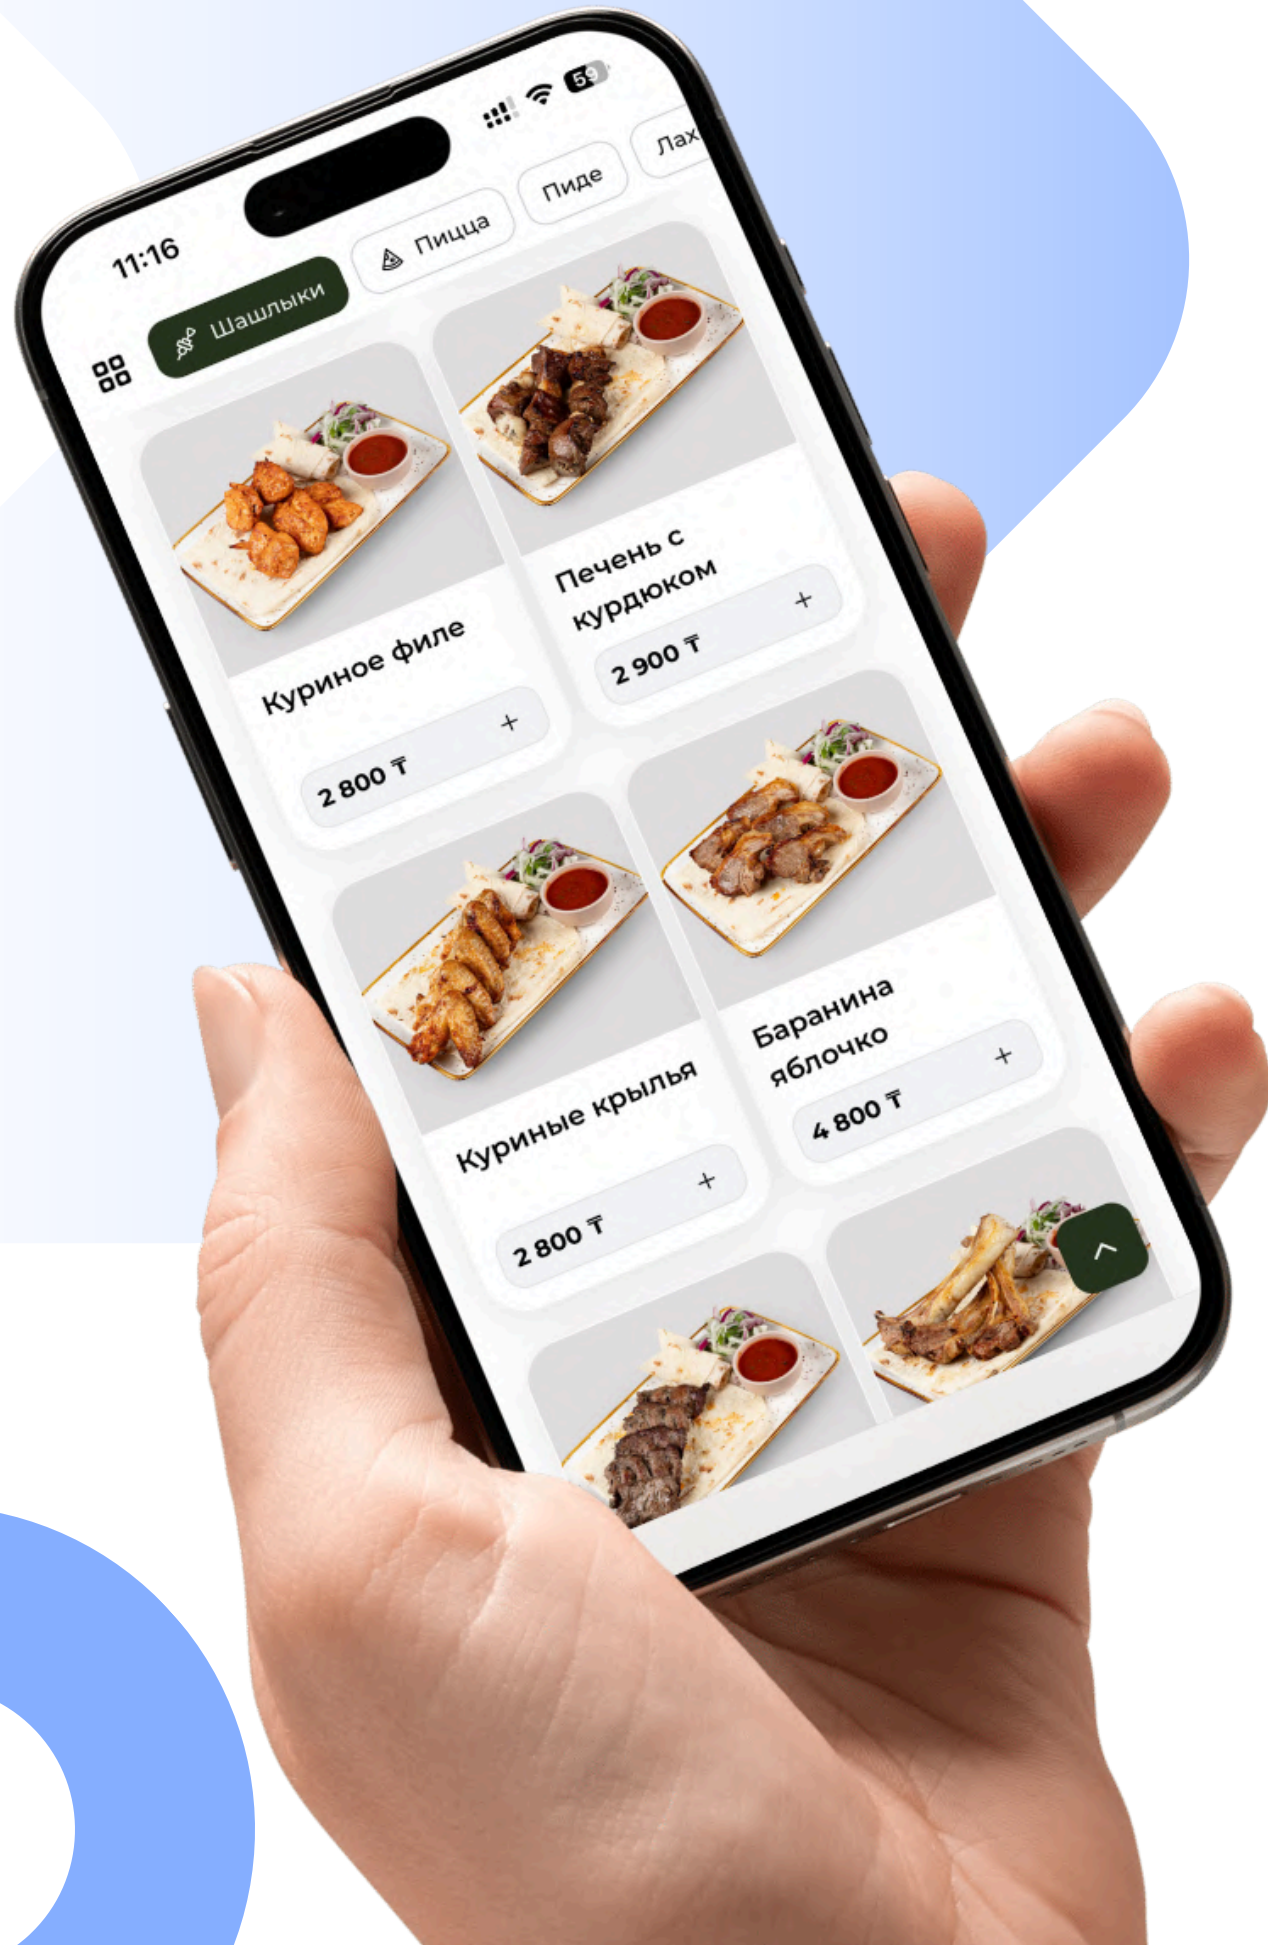 11:16
59
Шашлыки
Пицца
Пиде
Лах
Куриное филе
2 800 ₸
Печень с
курдюком
2 900 ₸
Куриные крылья
2 800 ₸
Баранина
яблочко
4 800 ₸